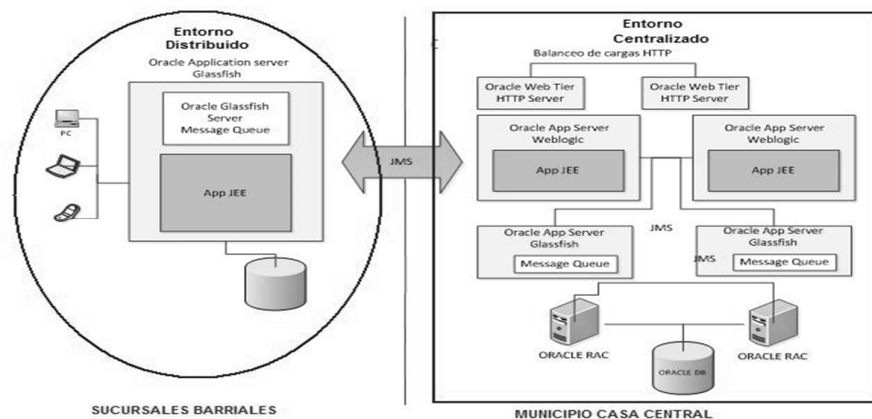 Entorno
Distribuido
Oracle Application server
Glassfish
Oracle Glassfish
Server
Message Queue
App JEE
PC
SUCURSALES BARRIALES
JMS
Entorno
Centralizado
Balanceo de cargas HTTP
Oracle Web Tier
HTTP Server
Oracle Web Tier
HTTP Server
Oracle App Server
Weblogic
App JEE
Oracle App Server
Weblogic
App JEE
Oracle App Server
Glassfish
Message Queue
JMS
Oracle App Server
Glassfish
JMS
Message Queue
ORACLE RAC
ORACLE RAC
ORACLE DB
MUNICIPIO CASA CENTRAL